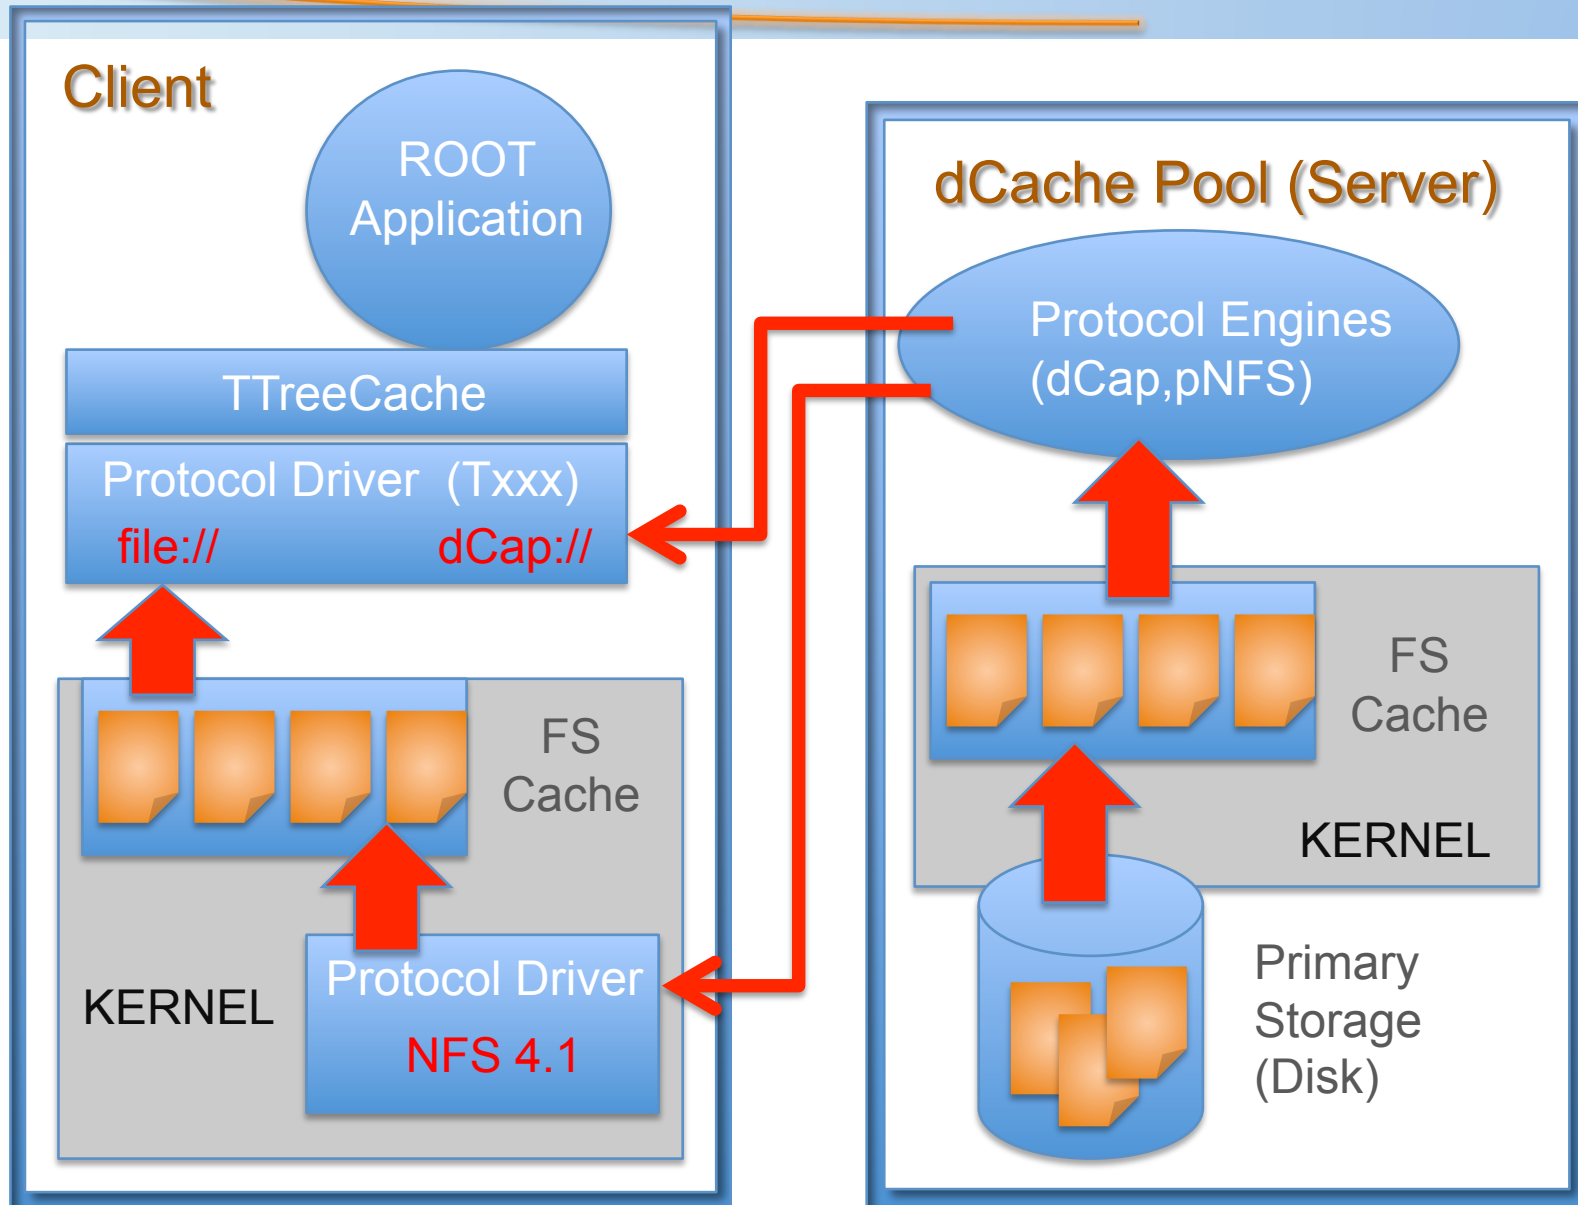 Client
ROOT
Application
TTreeCache
Protocol Driver (Txxx)
file:// dCap://
FS
Cache
KERNEL
Protocol Driver
NFS 4.1
dCache Pool (Server)
Protocol Engines
(dCap,pNFS)
FS
Cache
KERNEL
Primary
Storage
(Disk)